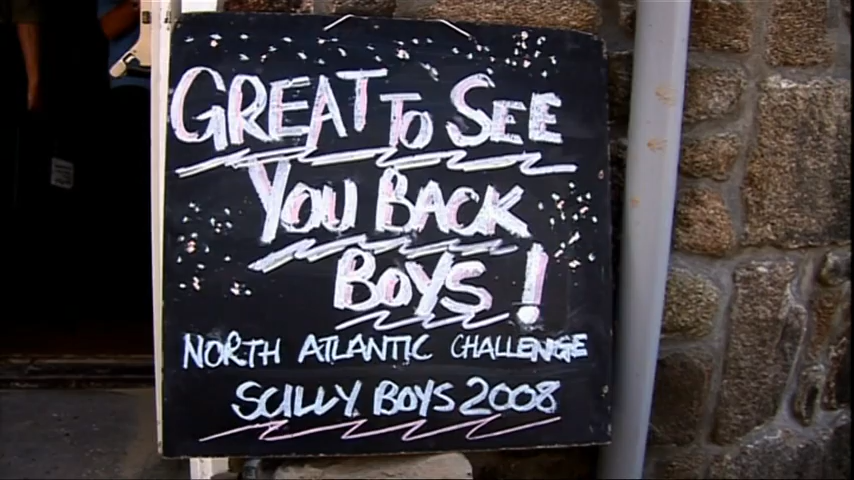 GREAT TO SEE
YOU BACK
BOYS!
NORTH ATLANTIC CHALLENGE
SCILLY BOYS 2008